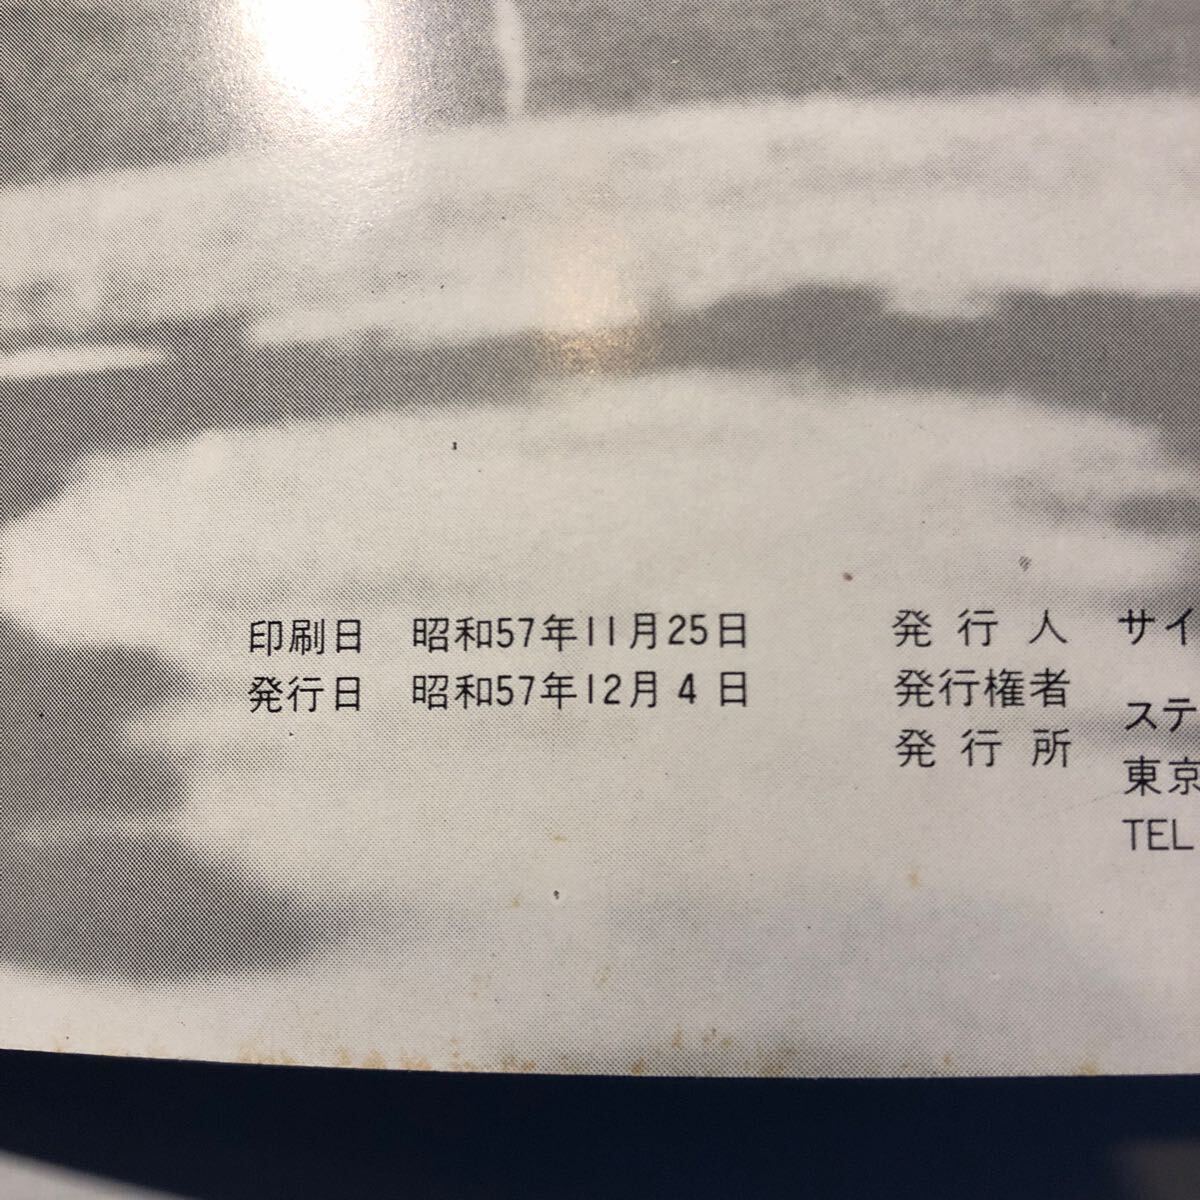 印刷日　昭和57年11月25日
発行日　昭和57年12月4日
発行人　サイ
発行権者
ステ
発行所
東京
TEL